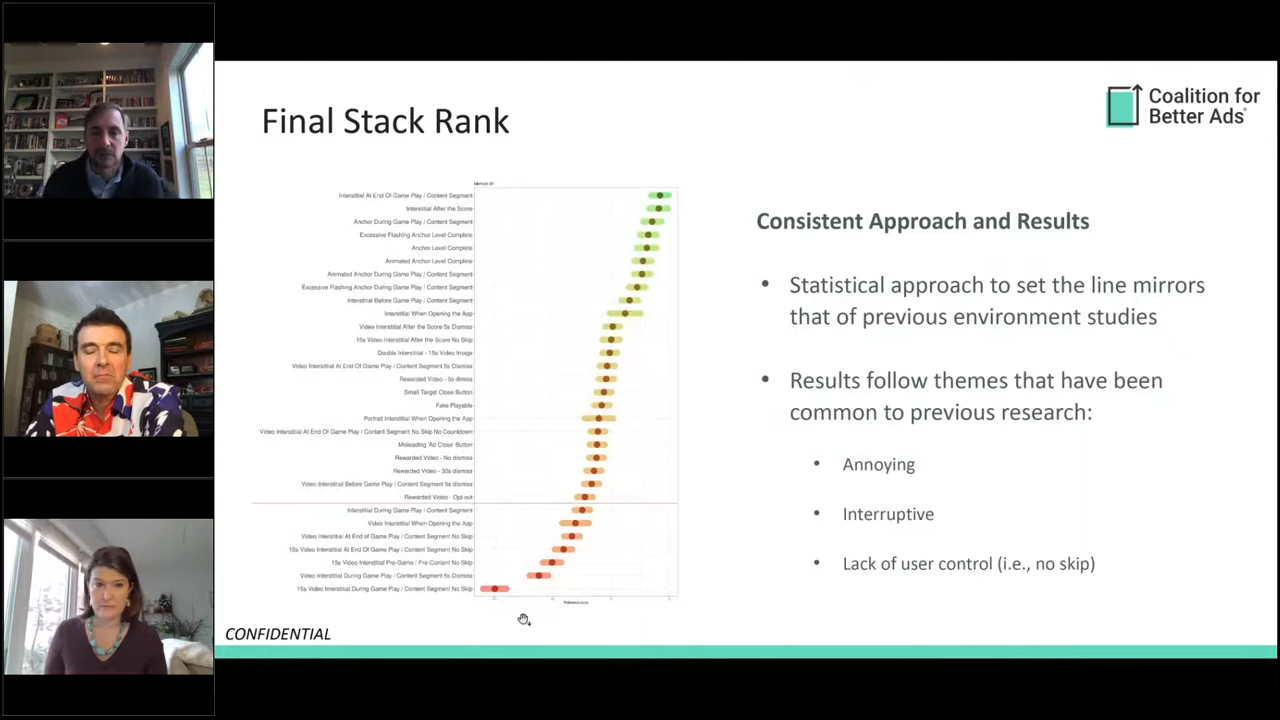 Final Stack Rank
Coalition for
Better Ads
Interstitial At End Of Game Play / Content Segment
Interstitial After the Score
Anchor During Game Play / Content Segment
Excessive Flashing Anchor Level Complete
Anchor Level Complete
Animated Anchor Level Complete
Animated Anchor During Game Play / Content Segment
Excessive Flashing Anchor During Game Play / Content Segment
Interstitial Before Game Play / Content Segment
Interstitial When Opening the App
Video Interstitial After the Score 5s Dismiss
15s Video Interstitial After the Score No Skip
Double Interstitial - 15s Video Image
Video Interstitial At End Of Game Play / Content Segment 5s Dismiss
Rewarded Video - 5s dimiss
Small Target Close Button
Fake Playable
Portrait Interstitial When Opening the App
Video Interstitial At End Of Game Play / Content Segment No Skip No Countdown
Misleading 'Ad Close' Button
Rewarded Video - No dismiss
Rewarded Video - 30s dismiss
Video Interstitial Before Game Play / Content Segment 5s dismiss
Rewarded Video - Opt out
Interstitial During Game Play / Content Segment
Video Interstitial When Opening the App
Video Interstitial At End of Game Play / Content Segment No Skip
15s Video Interstitial At End Of Game Play / Content Segment No Skip
15s Video Interstitial Pre-Game / Pre-Content No Skip
Video Interstitial During Game Play / Content Segment 5s Dismiss
15s Video Interstitial During Game Play / Content Segment No Skip
Preference score
Consistent Approach and Results
• Statistical approach to set the line mirrors
that of previous environment studies
• Results follow themes that have been
common to previous research:
• Annoying
• Interruptive
• Lack of user control (i.e., no skip)
CONFIDENTIAL